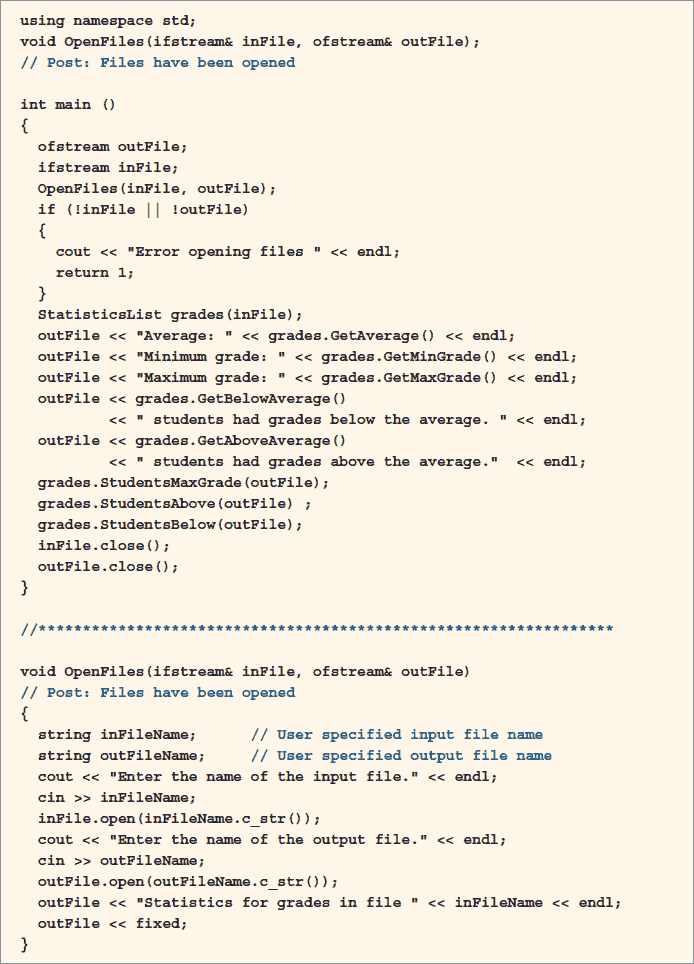 using namespace std;
void OpenFiles(ifstream& inFile, ofstream& outFile);
// Post: Files have been opened

int main ()
{
  ofstream outFile;
  ifstream inFile;
  OpenFiles(inFile, outFile);
  if (!inFile || !outFile)
  {
    cout << "Error opening files " << endl;
    return 1;
  }
  StatisticsList grades(inFile);
  outFile << "Average: " << grades.GetAverage() << endl;
  outFile << "Minimum grade: " << grades.GetMinGrade() << endl;
  outFile << "Maximum grade: " << grades.GetMaxGrade() << endl;
  outFile << grades.GetBelowAverage()
          << " students had grades below the average. " << endl;
  outFile << grades.GetAboveAverage()
          << " students had grades above the average."  << endl;
  grades.StudentsMaxGrade(outFile);
  grades.StudentsAbove(outFile) ;
  grades.StudentsBelow(outFile);
  inFile.close();
  outFile.close();
}

//*****************************************************************

void OpenFiles(ifstream& inFile, ofstream& outFile)
// Post: Files have been opened
{
  string inFileName;      // User specified input file name
  string outFileName;     // User specified output file name
  cout << "Enter the name of the input file." << endl;
  cin >> inFileName;
  inFile.open(inFileName.c_str());
  cout << "Enter the name of the output file." << endl;
  cin >> outFileName;
  outFile.open(outFileName.c_str());
  outFile << "Statistics for grades in file " << inFileName << endl;
  outFile << fixed;
}